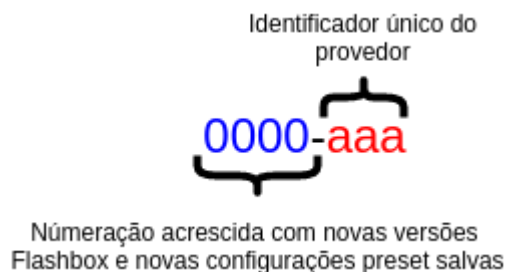 Identificador único do
provedor
0000-aaa
Númeração acrescida com novas versões
Flashbox e novas configurações preset salvas